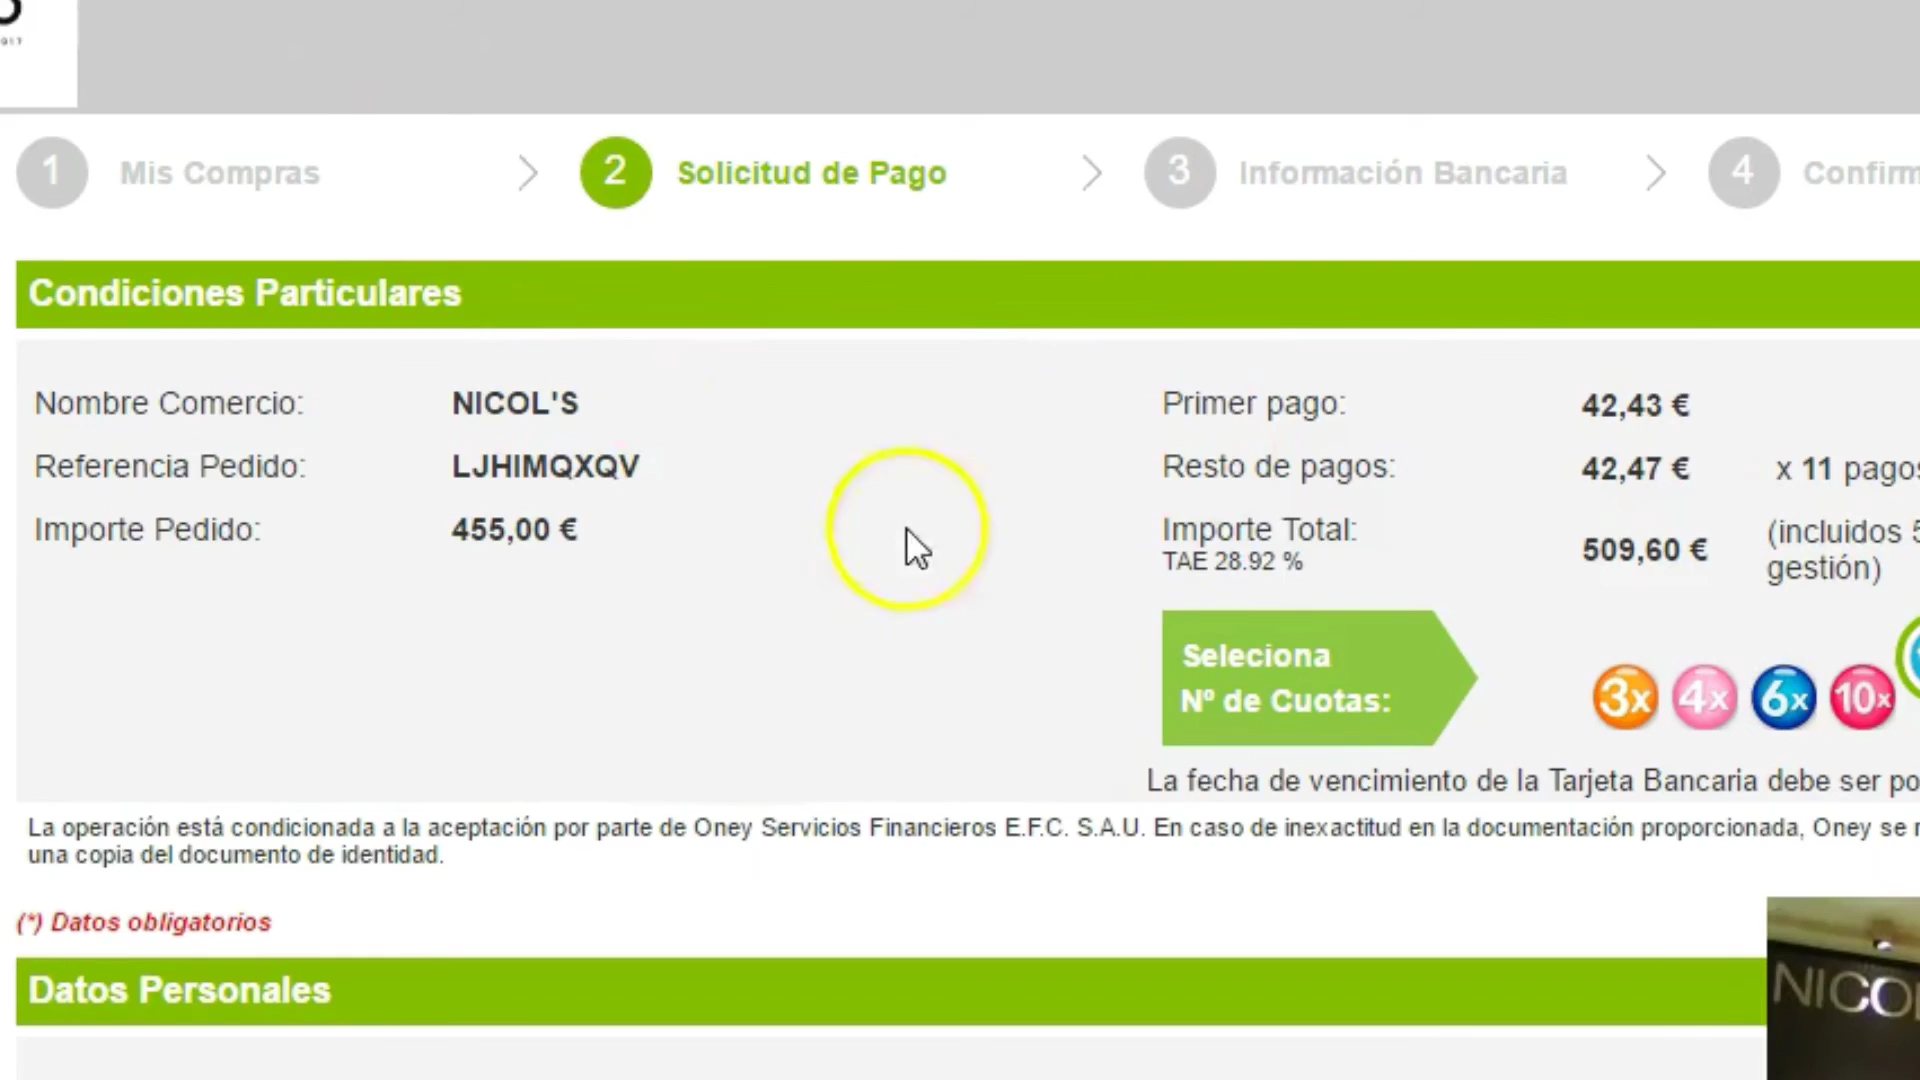 1 Mis Compras 2 Solicitud de Pago 3 Información Bancaria 4
Condiciones Particulares
Nombre Comercio: NICOL'S
Referencia Pedido: LJHIMQXQV
Importe Pedido: 455,00 €
Primer pago: 42,43 €
Resto de pagos: 42,47 € x 11 pagos
Importe Total: 509,60 € (incluidos 5
TAE 28.92 % gestión)
Seleciona
Nº de Cuotas:
3x 4x 6x 10x
La fecha de vencimiento de la Tarjeta Bancaria debe ser po
La operación está condicionada a la aceptación por parte de Oney Servicios Financieros E.F.C. S.A.U. En caso de inexactitud en la documentación proporcionada, Oney se
una copia del documento de identidad.
(*) Datos obligatorios
Datos Personales
NICO